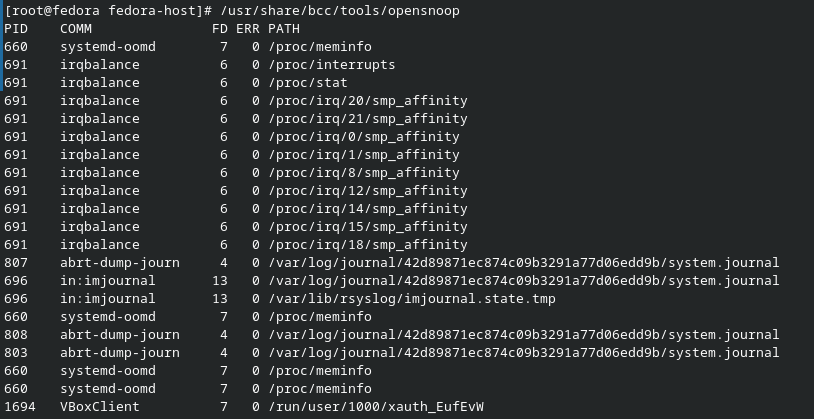 [root@fedora fedora-host]# /usr/share/bcc/tools/opensnoop
PID    COMM               FD ERR PATH
660    systemd-oomd        7   0 /proc/meminfo
691    irqbalance          6   0 /proc/interrupts
691    irqbalance          6   0 /proc/stat
691    irqbalance          6   0 /proc/irq/20/smp_affinity
691    irqbalance          6   0 /proc/irq/21/smp_affinity
691    irqbalance          6   0 /proc/irq/0/smp_affinity
691    irqbalance          6   0 /proc/irq/1/smp_affinity
691    irqbalance          6   0 /proc/irq/8/smp_affinity
691    irqbalance          6   0 /proc/irq/12/smp_affinity
691    irqbalance          6   0 /proc/irq/14/smp_affinity
691    irqbalance          6   0 /proc/irq/15/smp_affinity
691    irqbalance          6   0 /proc/irq/18/smp_affinity
807    abrt-dump-journ     4   0 /var/log/journal/42d89871ec874c09b3291a77d06edd9b/system.journal
696    in:imjournal       13   0 /var/log/journal/42d89871ec874c09b3291a77d06edd9b/system.journal
696    in:imjournal       13   0 /var/lib/rsyslog/imjournal.state.tmp
660    systemd-oomd        7   0 /proc/meminfo
808    abrt-dump-journ     4   0 /var/log/journal/42d89871ec874c09b3291a77d06edd9b/system.journal
803    abrt-dump-journ     4   0 /var/log/journal/42d89871ec874c09b3291a77d06edd9b/system.journal
660    systemd-oomd        7   0 /proc/meminfo
660    systemd-oomd        7   0 /proc/meminfo
1694   VBoxClient          7   0 /run/user/1000/xauth_EufEvW